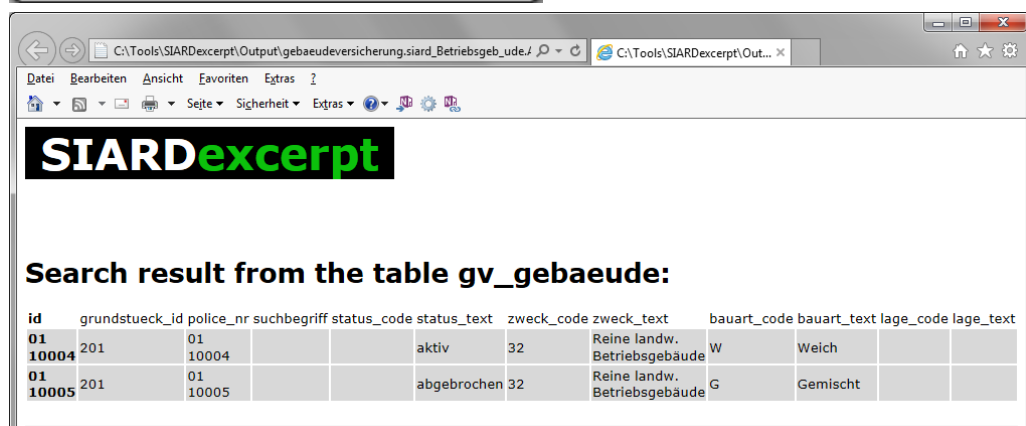 C:\Tools\SIARDexcerpt\Output\gebaeudeversicherung.siard_Betriebsgeb_ude.
C:\Tools\SIARDexcerpt\Out...
Datei Bearbeiten Ansicht Favoriten Extras ?
Seite Sicherheit Extras
SIARDexcerpt
Search result from the table gv_gebaeude:
id grundstueck_id police_nr suchbegriff status_code status_text zweck_code zweck_text bauart_code bauart_text lage_code lage_text
01 10004 201 01 10004 aktiv 32 Reine landw. Betriebsgebäude W Weich
01 10005 201 01 10005 abgebrochen 32 Reine landw. Betriebsgebäude G Gemischt